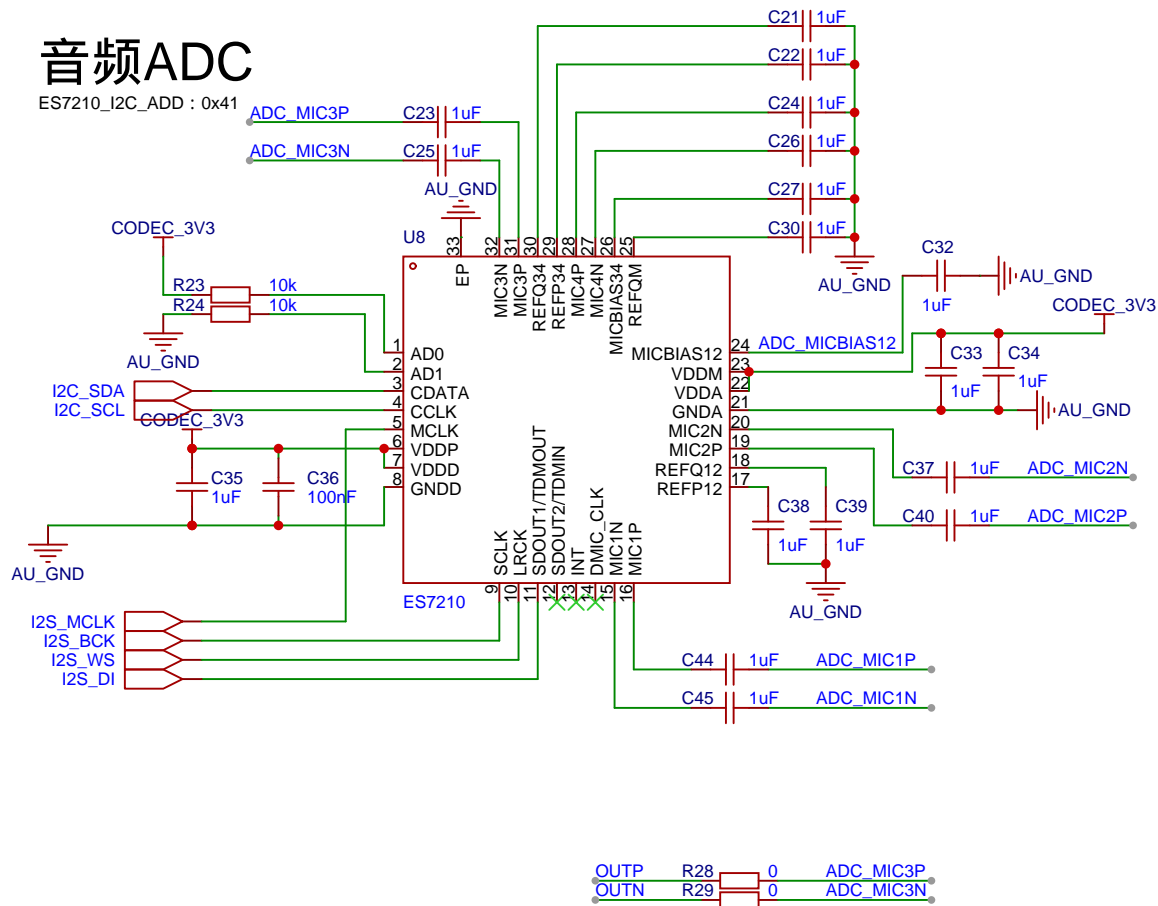 音频ADC
ES7210_I2C_ADD：0x41
C21 1uF
C22 1uF
ADC_MIC3P C23 1uF
C24 1uF
ADC_MIC3N C25 1uF
C26 1uF
AU_GND
C27 1uF
CODEC_3V3
C30 1uF
U8
33 32 31 30 29 28 27 26 25
EP MIC3N MIC3P REFQ34 REFP34 MIC4P MIC4N MICBIAS34 REFQM
AU_GND
C32
1uF
AU_GND
R23 10k
R24 10k
CODEC_3V3
AU_GND
1 AD0
2 AD1
3 CDATA
4 CCLK
5 MCLK
6 VDDP
7 VDDD
8 GNDD
MICBIAS12 24 ADC_MICBIAS12
VDDM 23
VDDA 22
GNDA 21
MIC2N 20
MIC2P 19
REFQ12 18
REFP12 17
C33
1uF
C34
1uF
AU_GND
I2C_SDA
I2C_SCL
CODEC_3V3
C35
1uF
C36
100nF
AU_GND
C37 1uF ADC_MIC2N
C40 1uF ADC_MIC2P
C38
1uF
C39
1uF
AU_GND
SCLK LRCK SDOUT1/TDMOUT SDOUT2/TDMIN INT DMIC_CLK MIC1N MIC1P
9 10 11 12 13 14 15 16
ES7210
I2S_MCLK
I2S_BCK
I2S_WS
I2S_DI
C44 1uF ADC_MIC1P
C45 1uF ADC_MIC1N
OUTP R28 0 ADC_MIC3P
OUTN R29 0 ADC_MIC3N